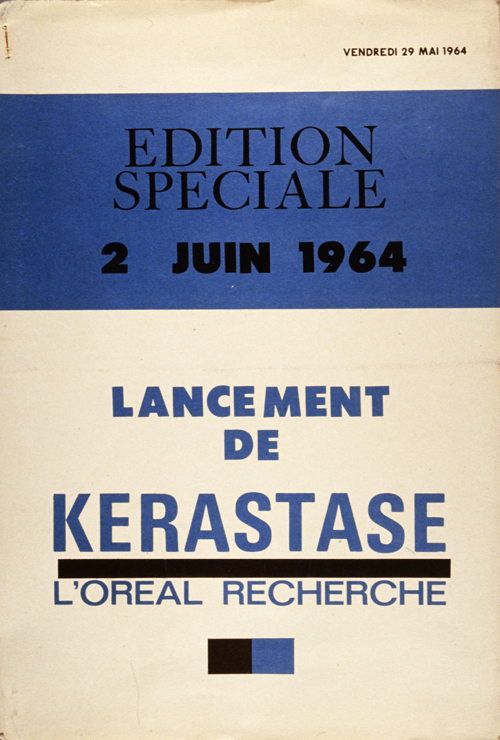 VENDREDI 29 MAI 1964
EDITION
SPECIALE
2 JUIN 1964
LANCEMENT
DE
KERASTASE
L'OREAL RECHERCHE